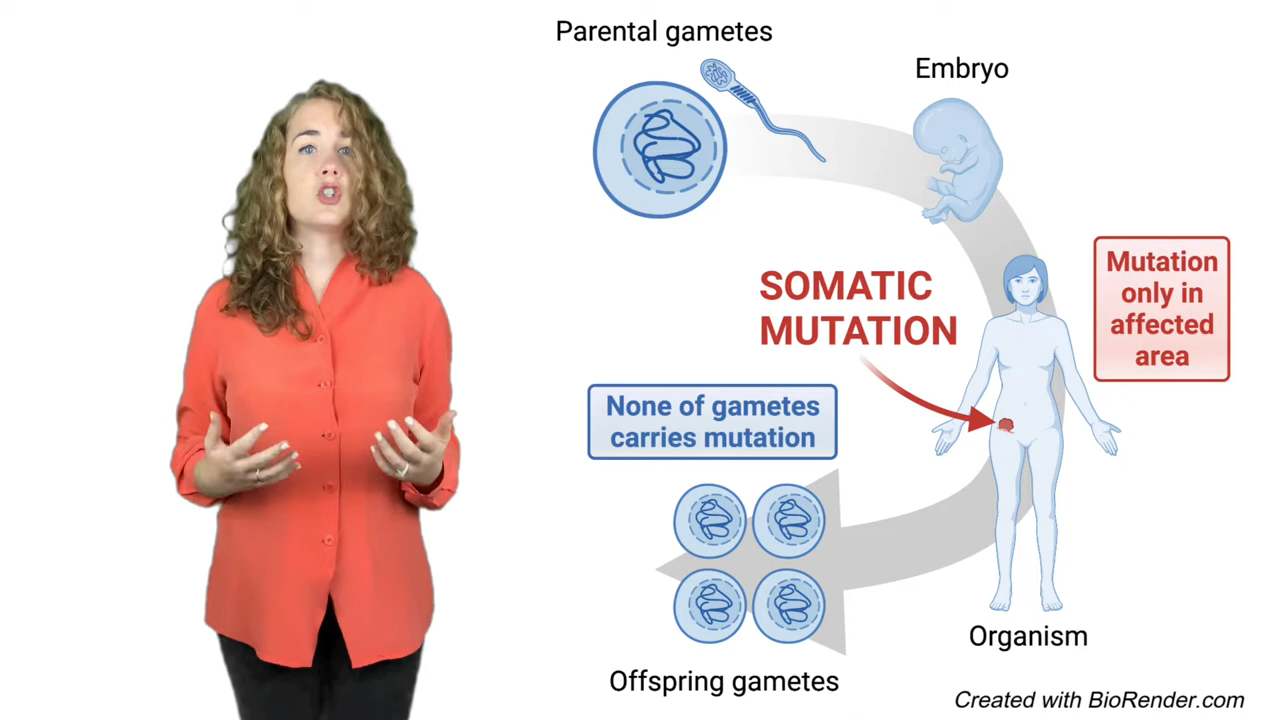 Parental gametes
Embryo
SOMATIC
MUTATION
Mutation
only in
affected
area
None of gametes
carries mutation
Organism
Offspring gametes
Created with BioRender.com